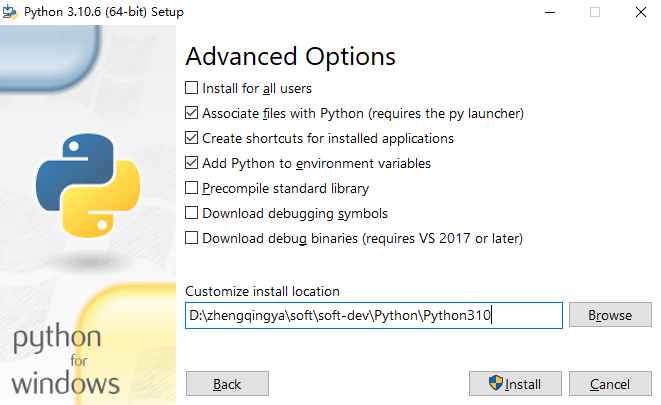 Python 3.10.6 (64-bit) Setup
Advanced Options
Install for all users
Associate files with Python (requires the py launcher)
Create shortcuts for installed applications
Add Python to environment variables
Precompile standard library
Download debugging symbols
Download debug binaries (requires VS 2017 or later)
Customize install location
D:\zhengqingya\soft\soft-dev\Python\Python310
Browse
python
for
windows
Back
Install
Cancel